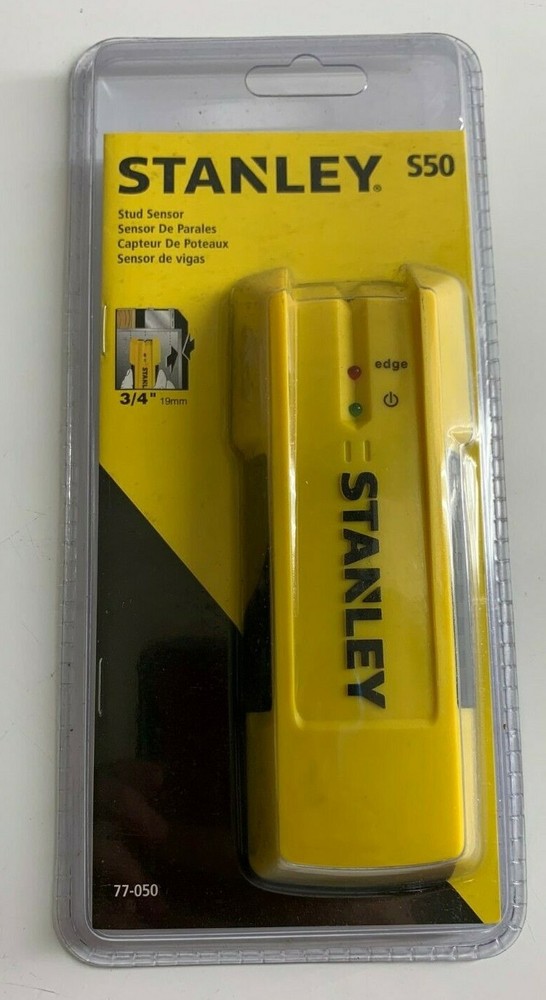 STANLEY® S50
Stud Sensor
Sensor De Parales
Capteur De Poteaux
Sensor de vigas
STANL
3/4" 19mm
edge
STANLEY
77-050